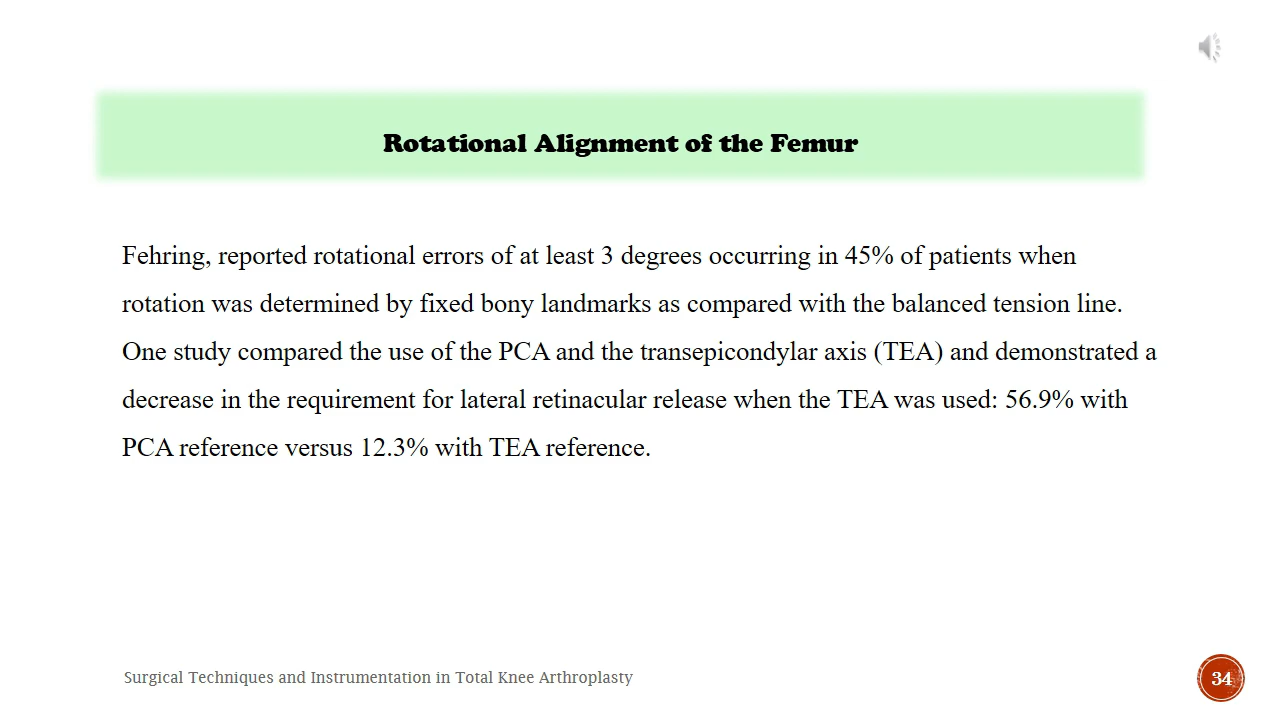 Rotational Alignment of the Femur
Fehring, reported rotational errors of at least 3 degrees occurring in 45% of patients when
rotation was determined by fixed bony landmarks as compared with the balanced tension line.
One study compared the use of the PCA and the transepicondylar axis (TEA) and demonstrated a
decrease in the requirement for lateral retinacular release when the TEA was used: 56.9% with
PCA reference versus 12.3% with TEA reference.
Surgical Techniques and Instrumentation in Total Knee Arthroplasty
34